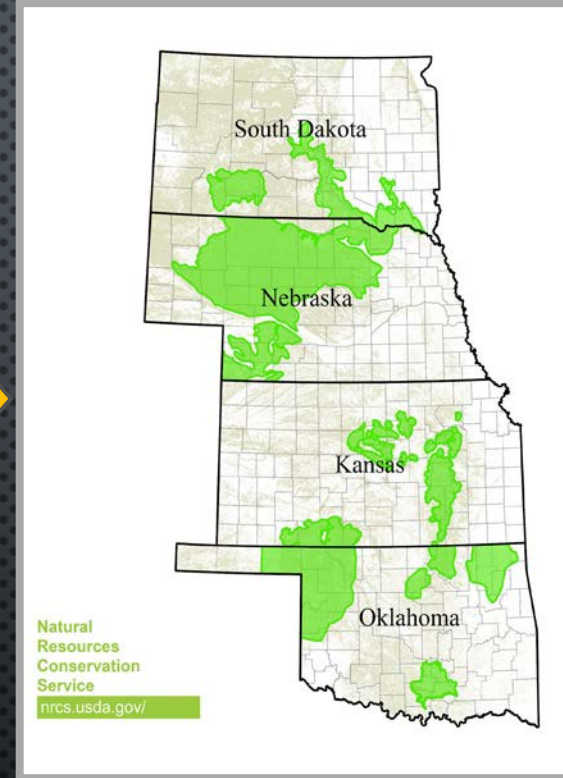 South Dakota
Nebraska
Kansas
Oklahoma
Natural
Resources
Conservation
Service
nrcs.usda.gov/